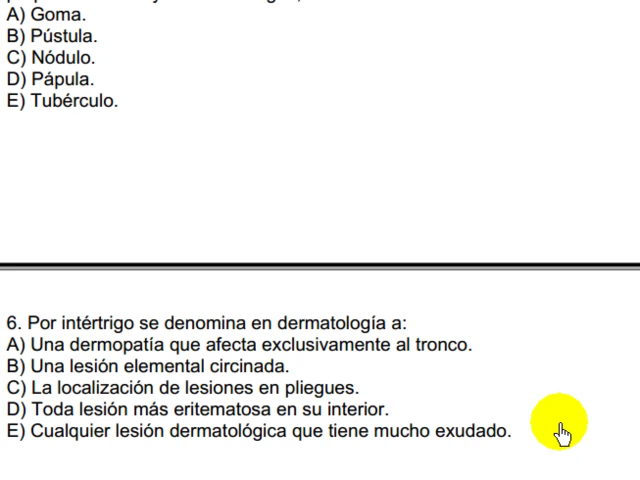 A) Goma.
B) Pústula.
C) Nódulo.
D) Pápula.
E) Tubérculo.
6. Por intértrigo se denomina en dermatología a:
A) Una dermopatía que afecta exclusivamente al tronco.
B) Una lesión elemental circinada.
C) La localización de lesiones en pliegues.
D) Toda lesión más eritematosa en su interior.
E) Cualquier lesión dermatológica que tiene mucho exudado.